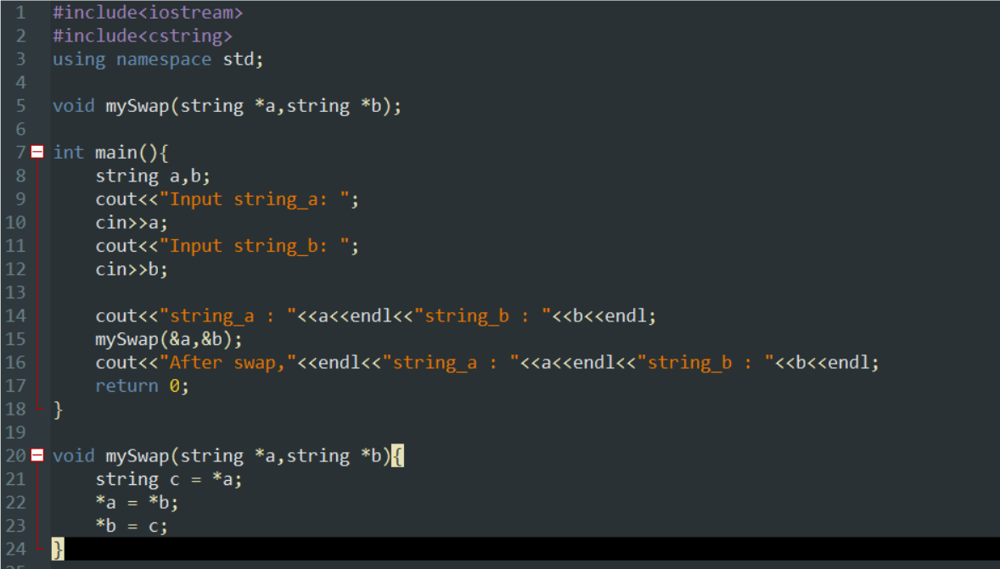 1 #include<iostream>
2 #include<cstring>
3 using namespace std;
4
5 void mySwap(string *a,string *b);
6
7 int main(){
8     string a,b;
9     cout<<"Input string_a: ";
10     cin>>a;
11     cout<<"Input string_b: ";
12     cin>>b;
13
14     cout<<"string_a : "<<a<<endl<<"string_b : "<<b<<endl;
15     mySwap(&a,&b);
16     cout<<"After swap,"<<endl<<"string_a : "<<a<<endl<<"string_b : "<<b<<endl;
17     return 0;
18 }
19
20 void mySwap(string *a,string *b){
21     string c = *a;
22     *a = *b;
23     *b = c;
24 }
25